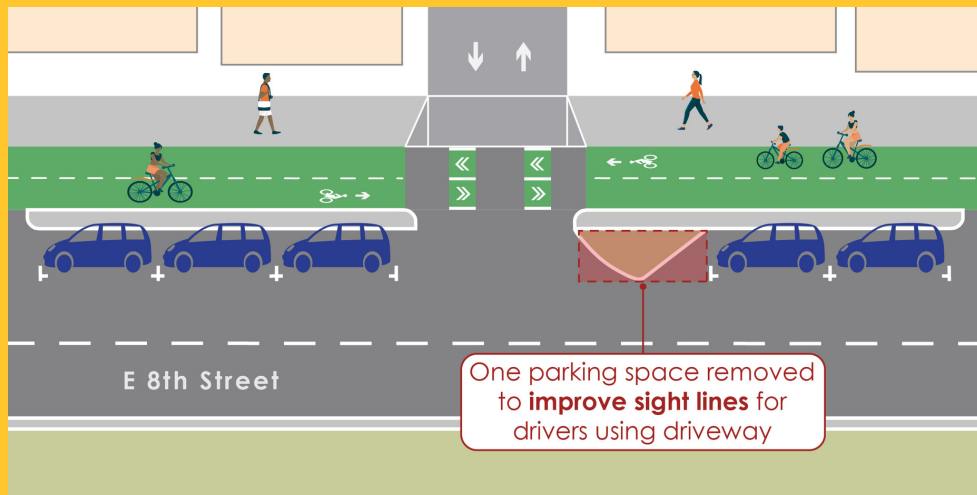 E 8th Street
One parking space removed
to improve sight lines for
drivers using driveway